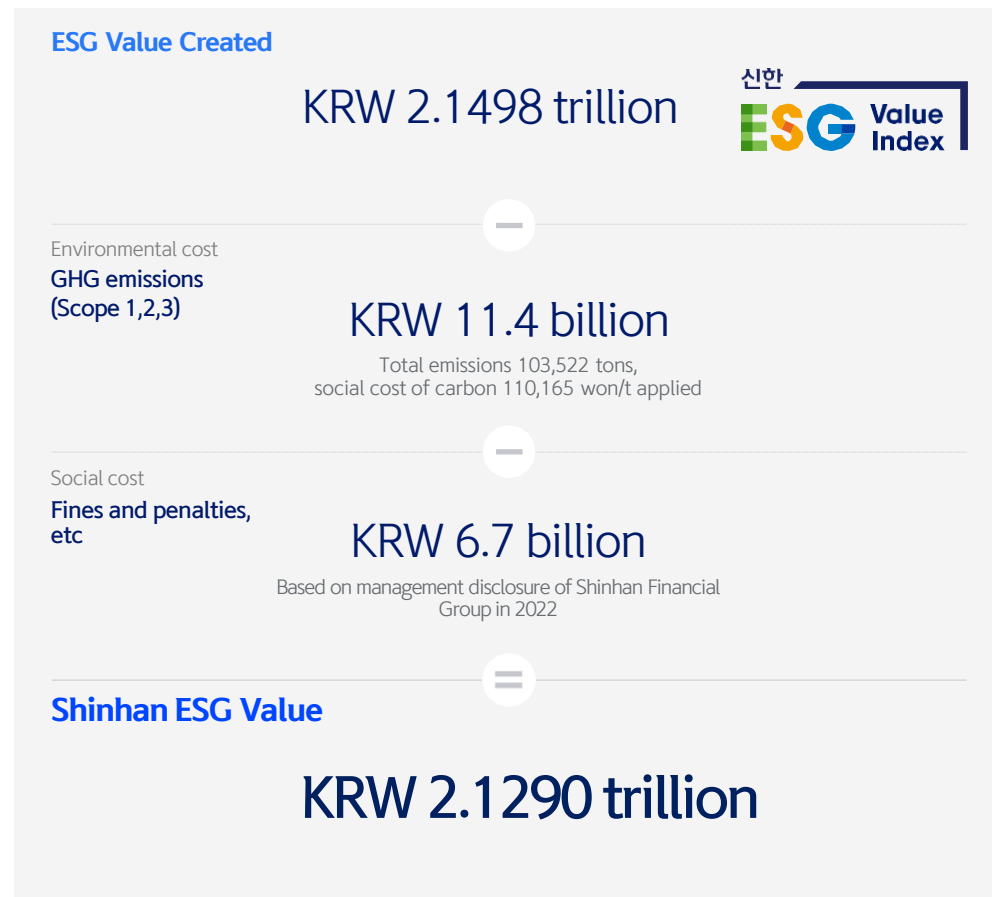 ESG Value Created
KRW 2.1498 trillion
신한
ESG Value
Index
Environmental cost
GHG emissions
(Scope 1,2,3)
KRW 11.4 billion
Total emissions 103,522 tons,
social cost of carbon 110,165 won/t applied
Social cost
Fines and penalties,
etc
KRW 6.7 billion
Based on management disclosure of Shinhan Financial
Group in 2022
Shinhan ESG Value
KRW 2.1290 trillion